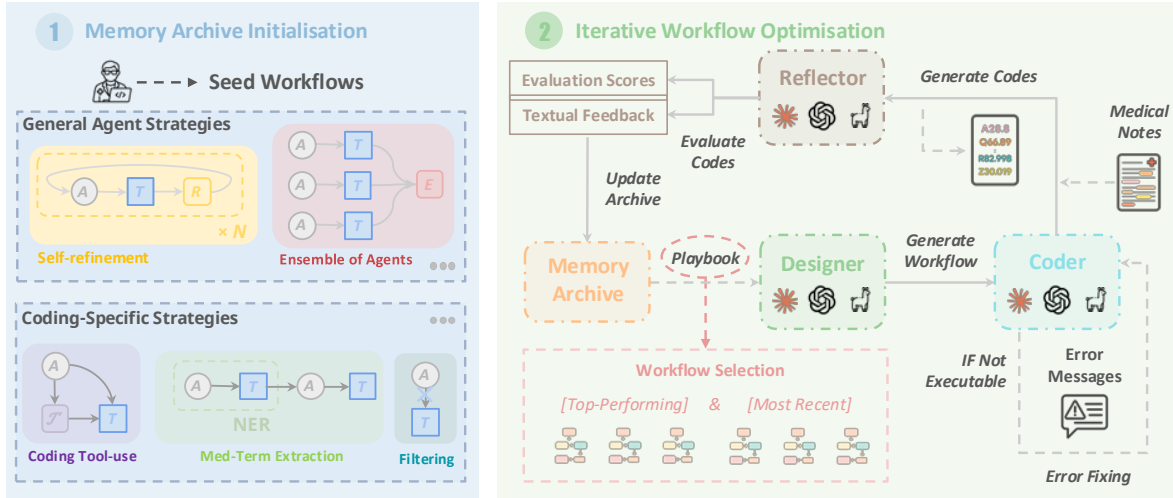 1 Memory Archive Initialisation
Seed Workflows
General Agent Strategies
A T R
× N
Self-refinement
A T
A T E
A T
Ensemble of Agents
Coding-Specific Strategies
A
T T
Coding Tool-use
A T A T
NER
Med-Term Extraction
A
T
Filtering
2 Iterative Workflow Optimisation
Evaluation Scores
Textual Feedback
Reflector
Generate Codes
Evaluate
Codes
A28.8
Q66.89
R82.998
Z30.019
Medical
Notes
Update
Archive
Memory
Archive
Playbook
Designer
Generate
Workflow
Coder
Workflow Selection
[Top-Performing] & [Most Recent]
IF Not
Executable
Error
Messages
Error Fixing